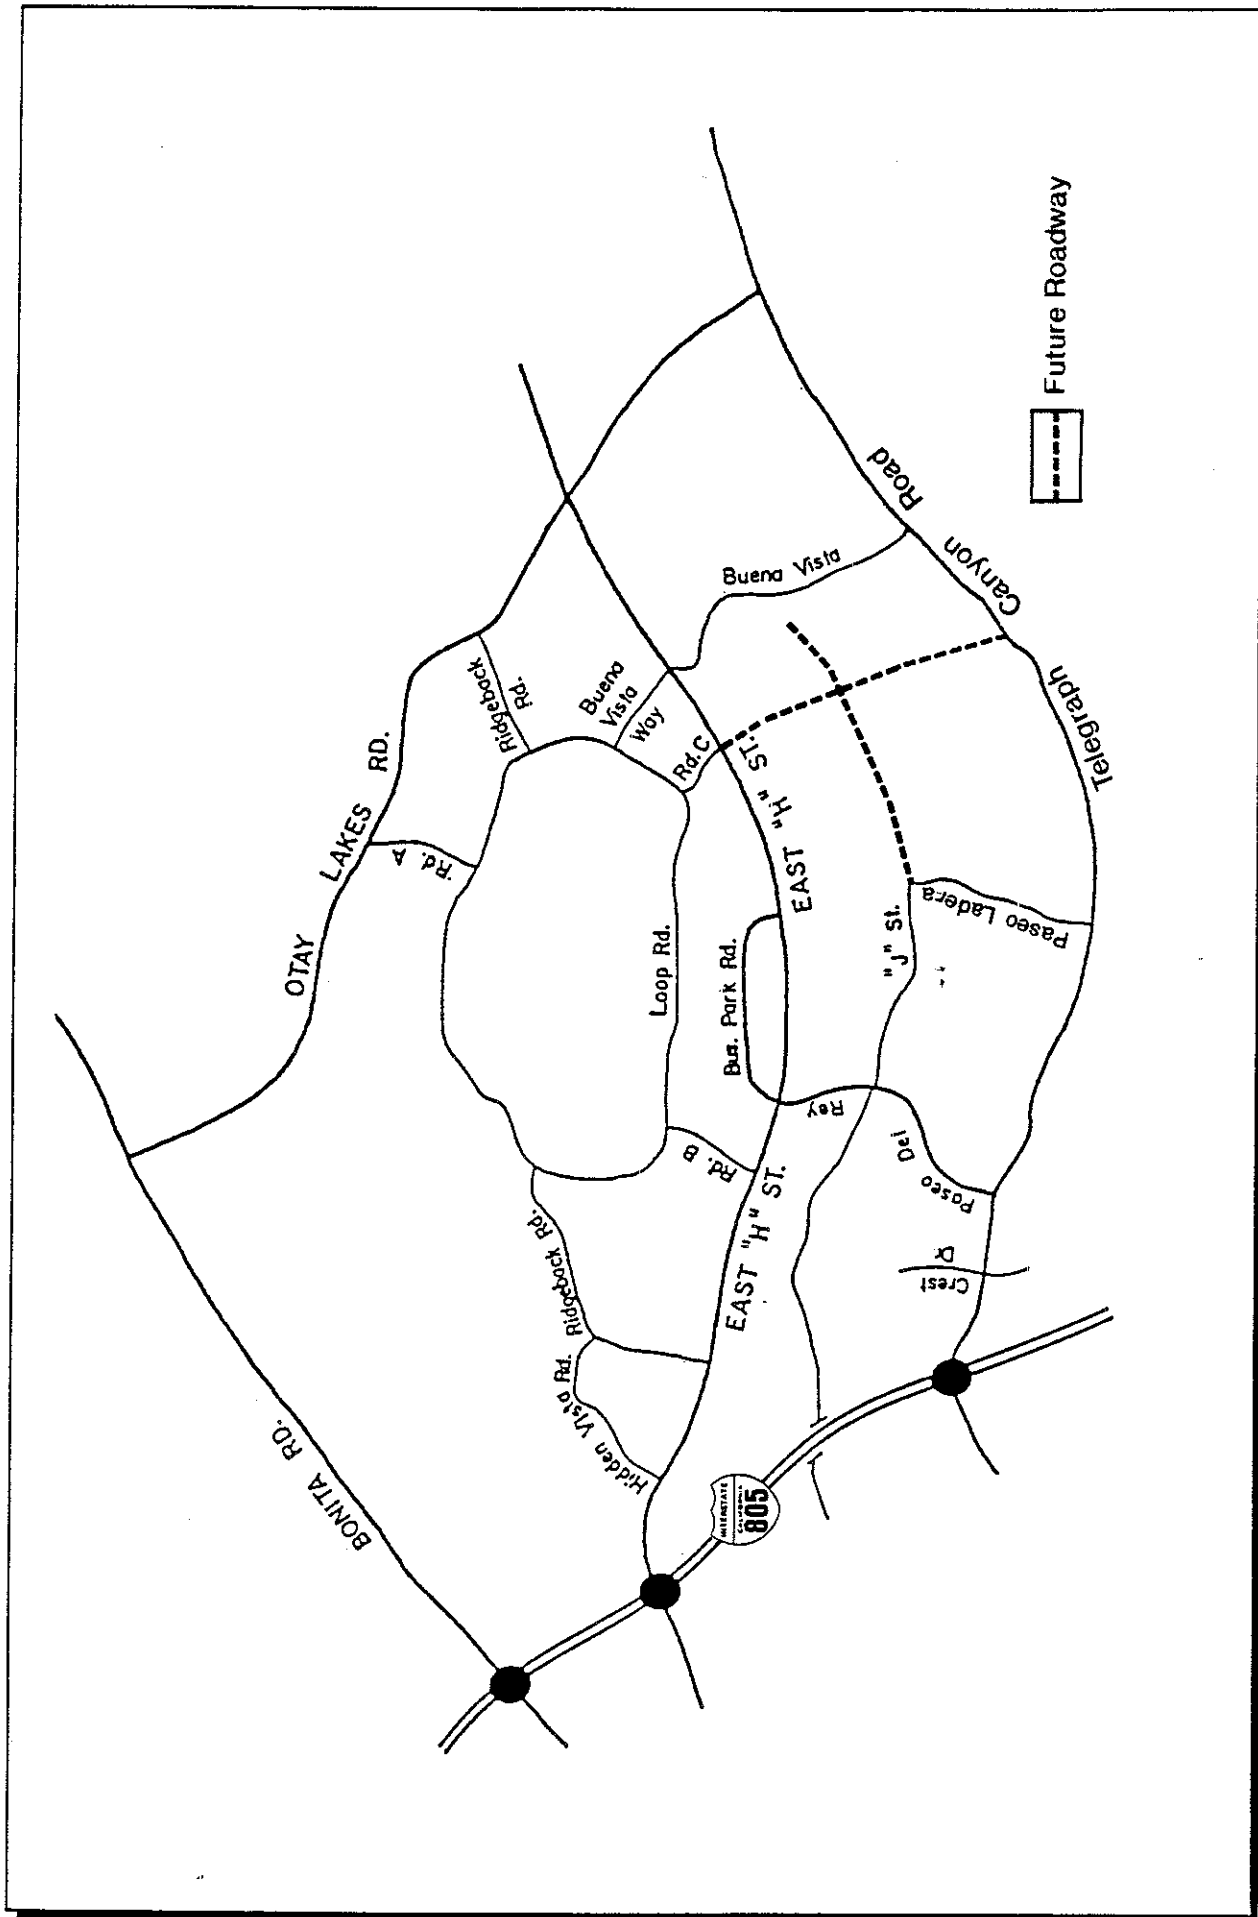 BONITA RD.
OTAY LAKES RD.
Rd. A
Ridgeback
Rd.
Hidden Vista Rd.
Ridgeback Rd.
Loop Rd.
Buena
Vista
Way
Rd. B
Rd. C
Bus. Park Rd.
EAST "H" ST.
EAST "H" ST.
Buena Vista
INTERSTATE
CALIFORNIA
805
Paseo Del Rey
"J" St.
Paseo Ladera
Crest
Dr
Telegraph Canyon Road
Future Roadway